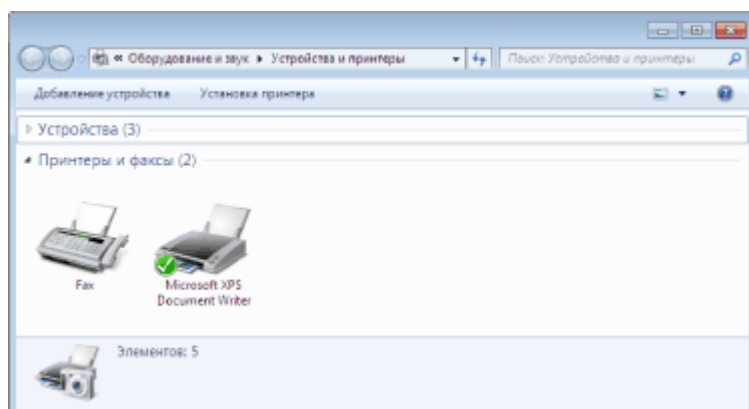 « Оборудование и звук ▸ Устройства и принтеры Поиск: Устройства и принтеры
Добавление устройства Установка принтера
Устройства (3)
Принтеры и факсы (2)
Fax
Microsoft XPS
Document Writer
Элементов: 5